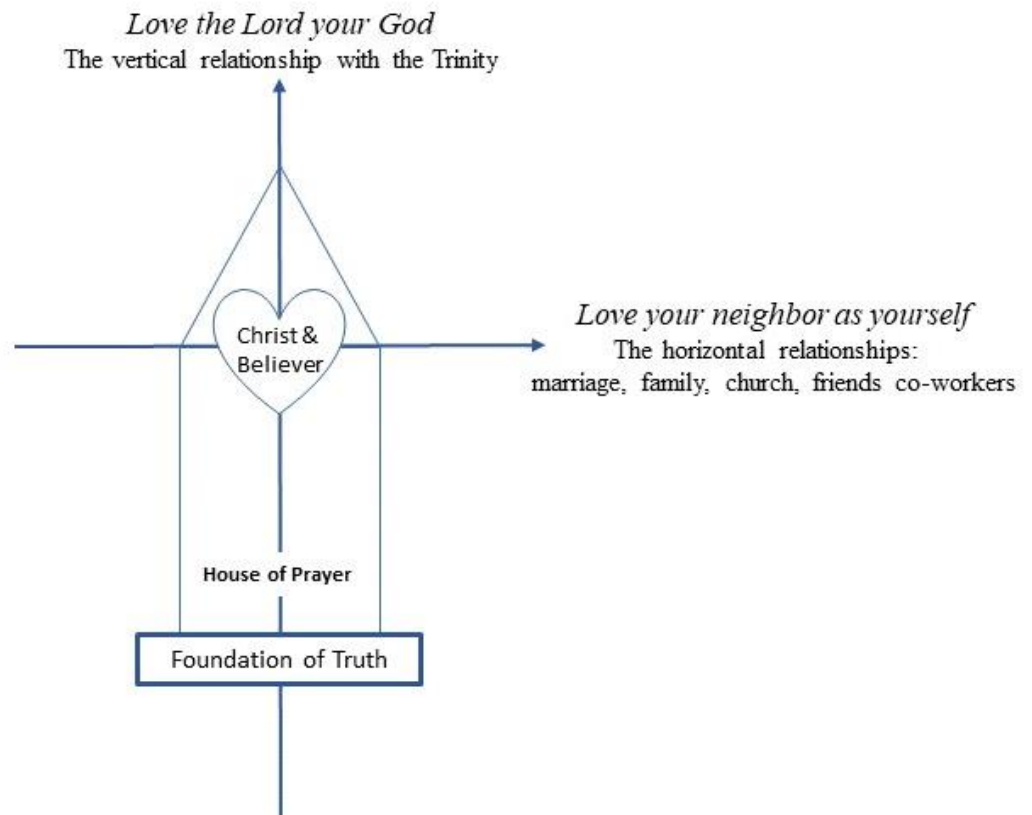 Love the Lord your God
The vertical relationship with the Trinity
Christ &
Believer
Love your neighbor as yourself
The horizontal relationships:
marriage, family, church, friends co-workers
House of Prayer
Foundation of Truth